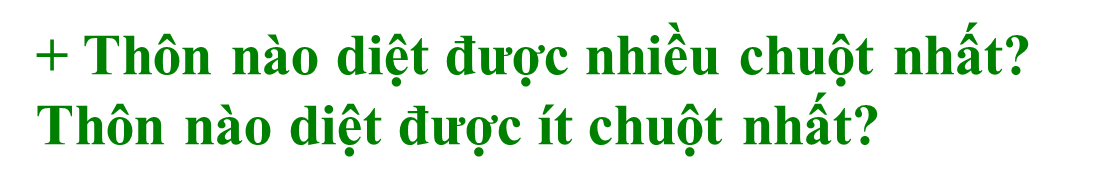 + Thôn nào diệt được nhiều chuột nhất?
Thôn nào diệt được ít chuột nhất?